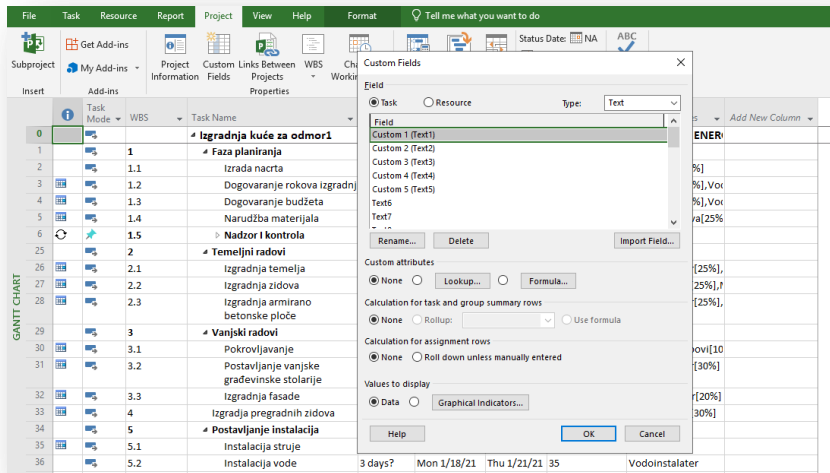 File Task Resource Report Project View Help Format Tell me what you want to do
Subproject
Get Add-ins
My Add-ins
Project Information
Custom Fields
Links Between Projects
WBS
Status Date: NA
ABC
Insert Add-ins Properties
Task Mode WBS Task Name Add New Column
0 Izgradnja kuće za odmor1
1 1 Faza planiranja
2 1.1 Izrada nacrta %]
3 1.2 Dogovaranje rokova izgradnj
4 1.3 Dogovaranje budžeta
5 1.4 Narudžba materijala
6 1.5 Nadzor I kontrola
25 2 Temeljni radovi
26 2.1 Izgradnja temelja [25%],
27 2.2 Izgradnja zidova
28 2.3 Izgradnja armirano
betonske ploče
29 3 Vanjski radovi
30 3.1 Pokrovljavanje
31 3.2 Postavljanje vanjske [30%]
građevinske stolarije
32 3.3 Izgradnja fasade [20%]
33 4 Izgradja pregradnih zidova [30%]
34 5 Postavljanje instalacija
35 5.1 Instalacija struje
36 5.2 Instalacija vode 3 days? Mon 1/18/21 Thu 1/21/21 35 Vodoinstalater
GANTT CHART
Custom Fields
Field
Task Resource Type: Text
Field
Custom 1 (Text1)
Custom 2 (Text2)
Custom 3 (Text3)
Custom 4 (Text4)
Custom 5 (Text5)
Text6
Text7
Rename... Delete Import Field...
Custom attributes
None Lookup... Formula...
Calculation for task and group summary rows
None Rollup: Use formula
Calculation for assignment rows
None Roll down unless manually entered
Values to display
Data Graphical Indicators...
Help OK Cancel